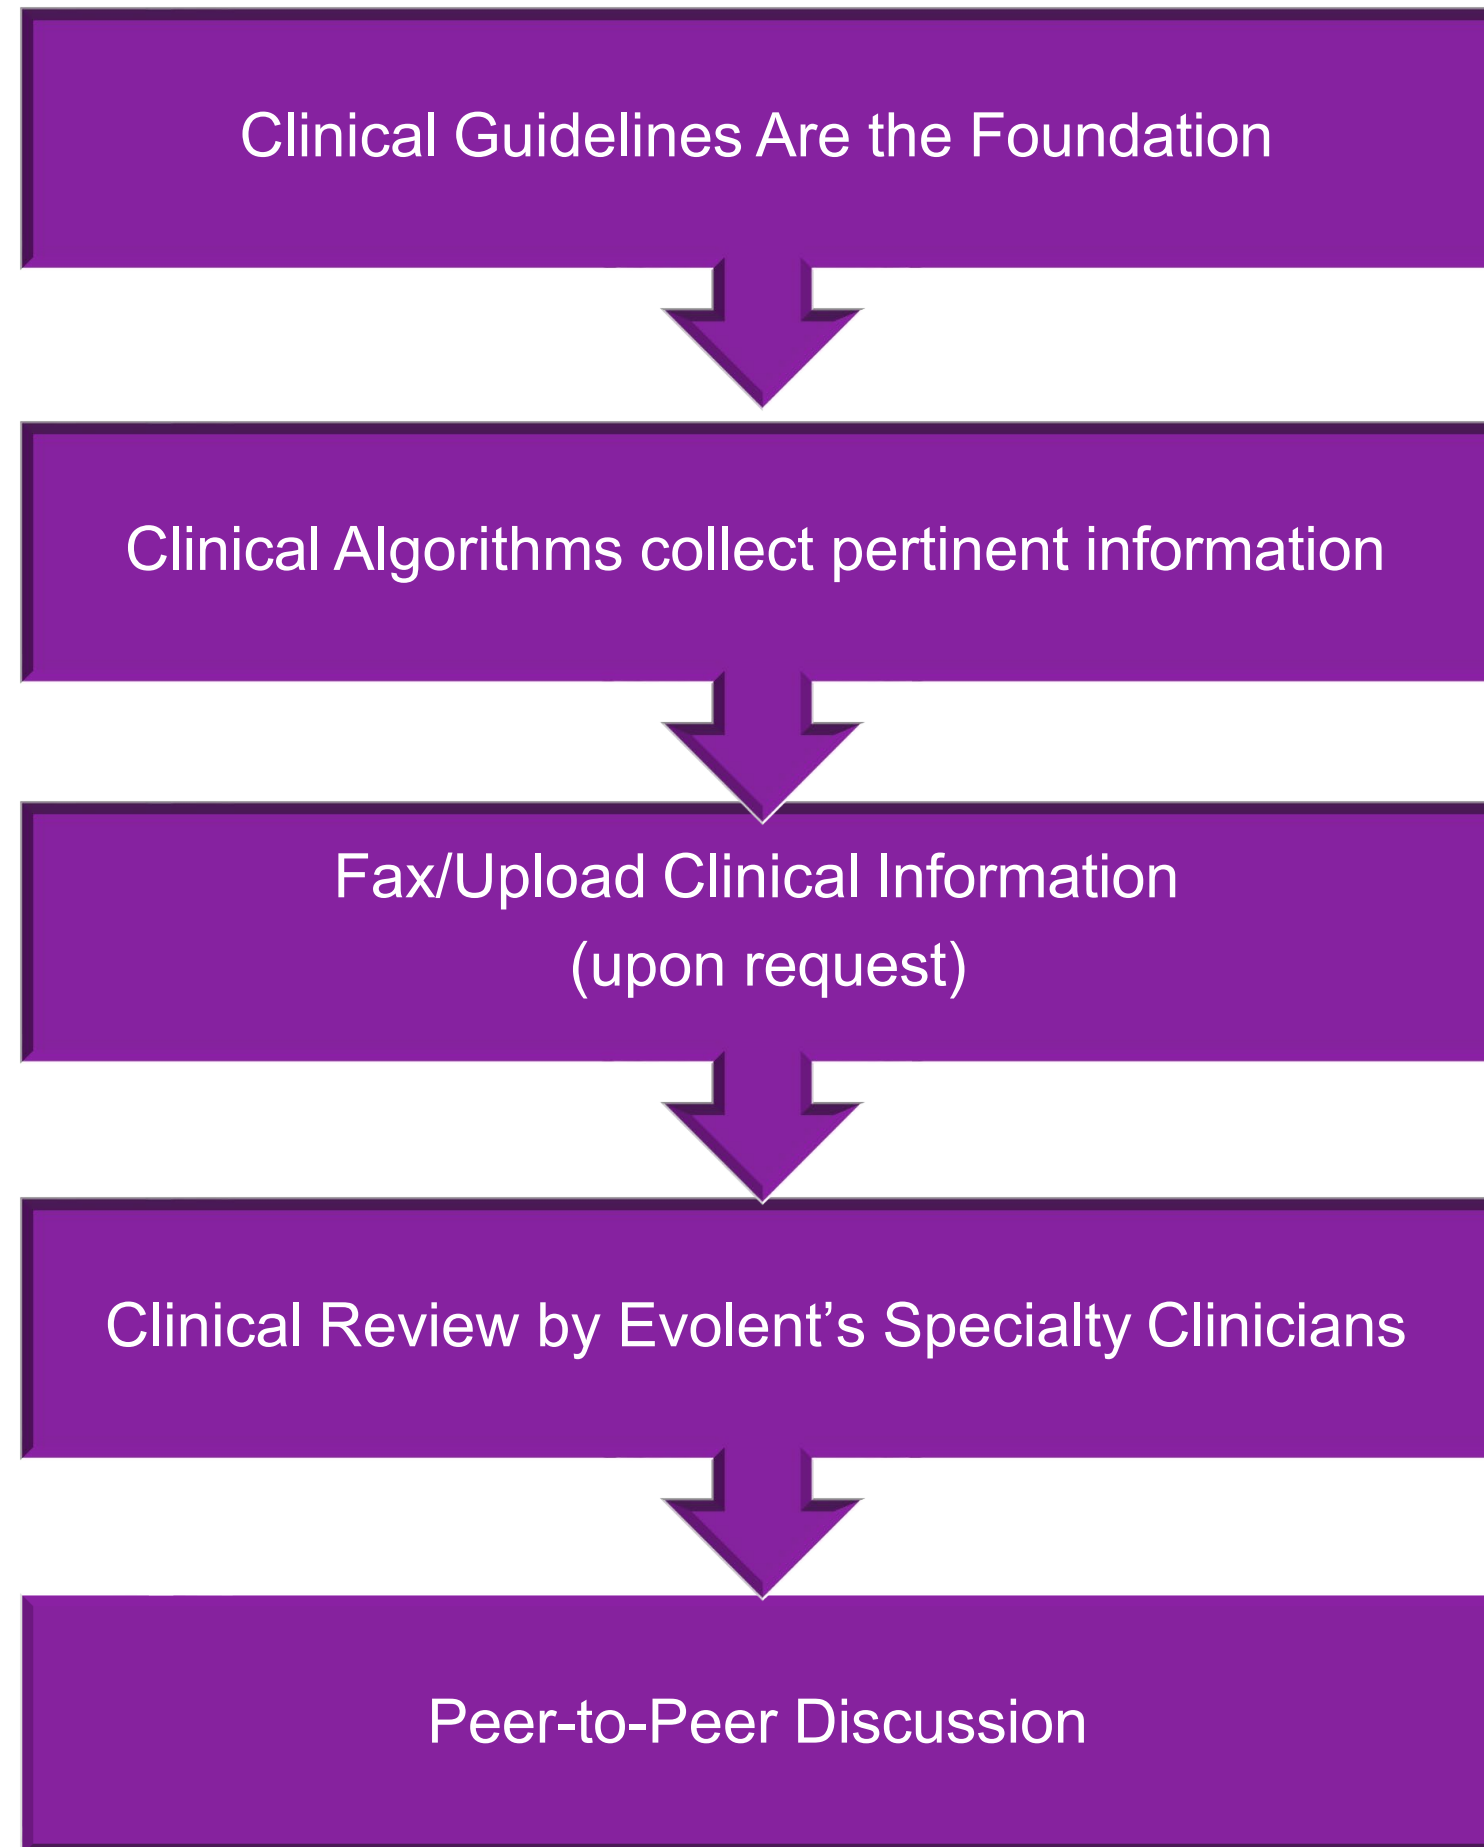 Clinical Guidelines Are the Foundation
Clinical Algorithms collect pertinent information
Fax/Upload Clinical Information
(upon request)
Clinical Review by Evolent’s Specialty Clinicians
Peer-to-Peer Discussion